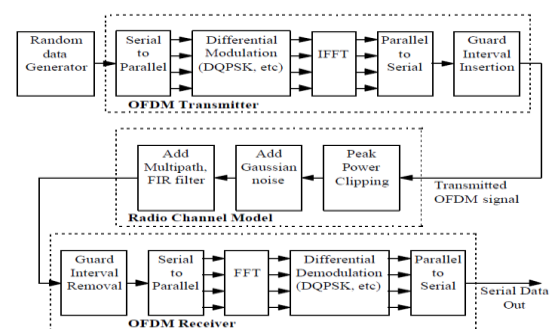 Random
data
Generator
Serial
to
Parallel
Differential
Modulation
(DQPSK, etc)
IFFT
Parallel
to
Serial
Guard
Interval
Insertion
OFDM Transmitter
Add
Multipath,
FIR filter
Add
Gaussian
noise
Peak
Power
Clipping
Transmitted
OFDM signal
Radio Channel Model
Guard
Interval
Removal
Serial
to
Parallel
FFT
Differential
Demodulation
(DQPSK, etc)
Parallel
to
Serial
Serial Data
Out
OFDM Receiver